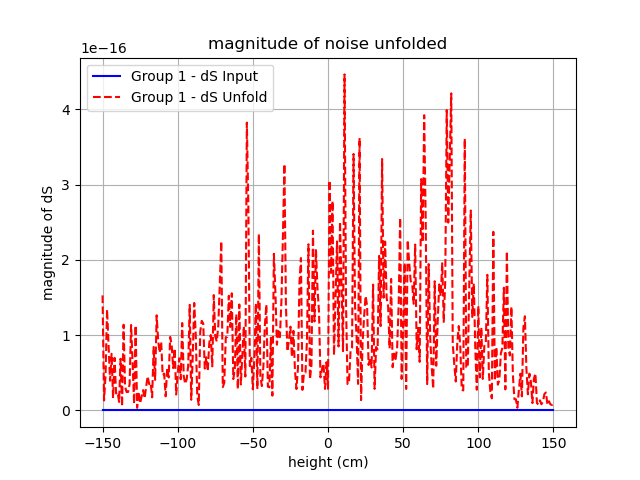 magnitude of noise unfolded
1e−16
Group 1 - dS Input
Group 1 - dS Unfold
magnitude of dS
4
3
2
1
0
−150 −100 −50 0 50 100 150
height (cm)